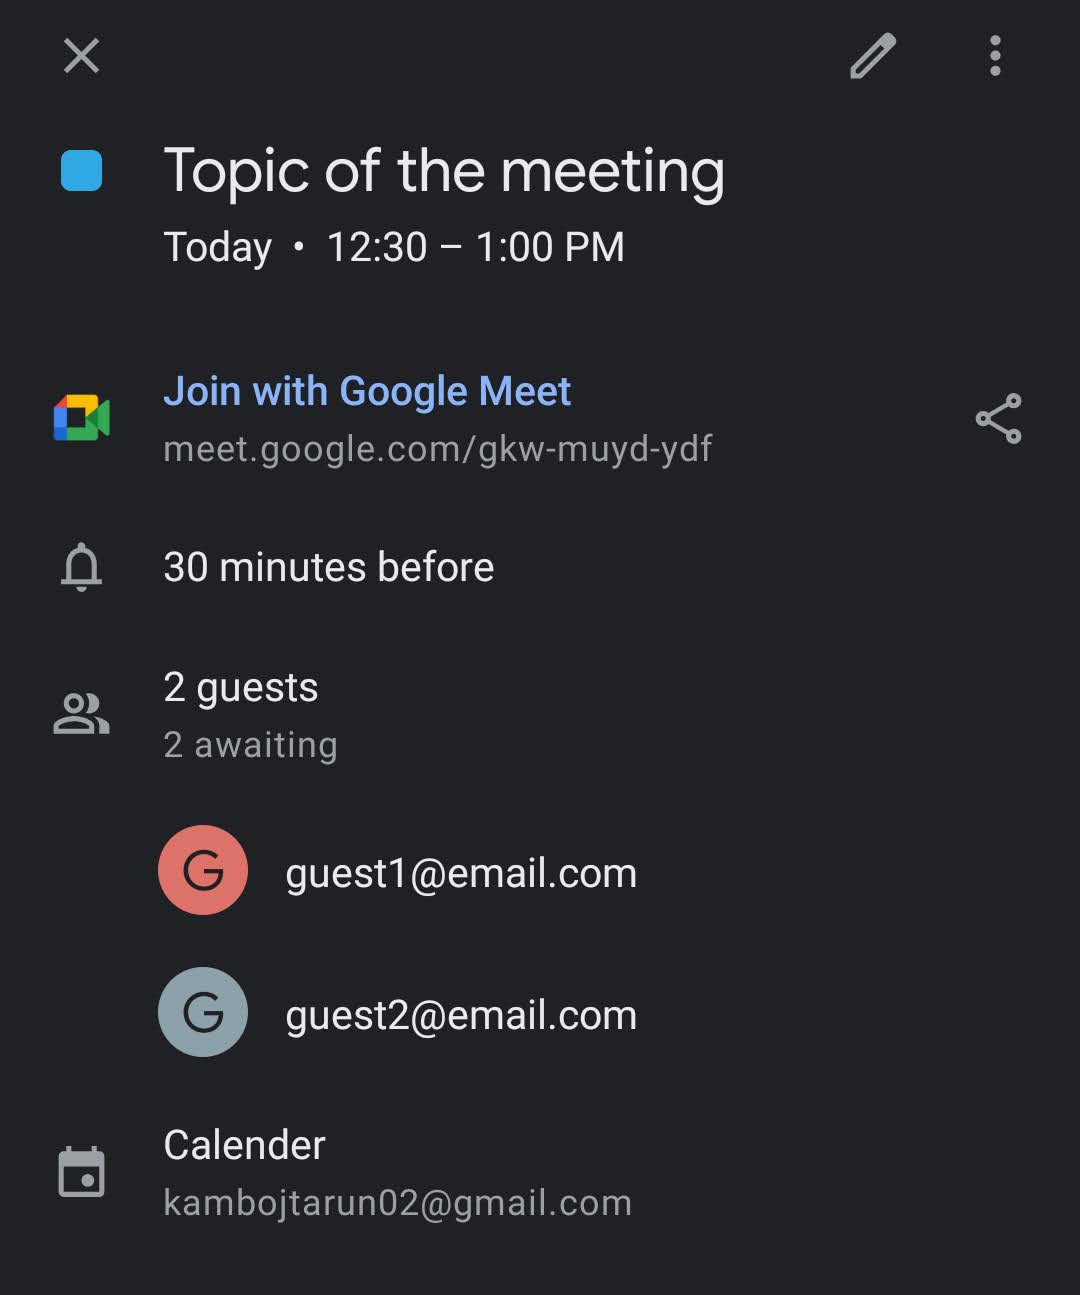 Topic of the meeting
Today • 12:30 – 1:00 PM
Join with Google Meet
meet.google.com/gkw-muyd-ydf
30 minutes before
2 guests
2 awaiting
G guest1@email.com
G guest2@email.com
Calender
kambojtarun02@gmail.com